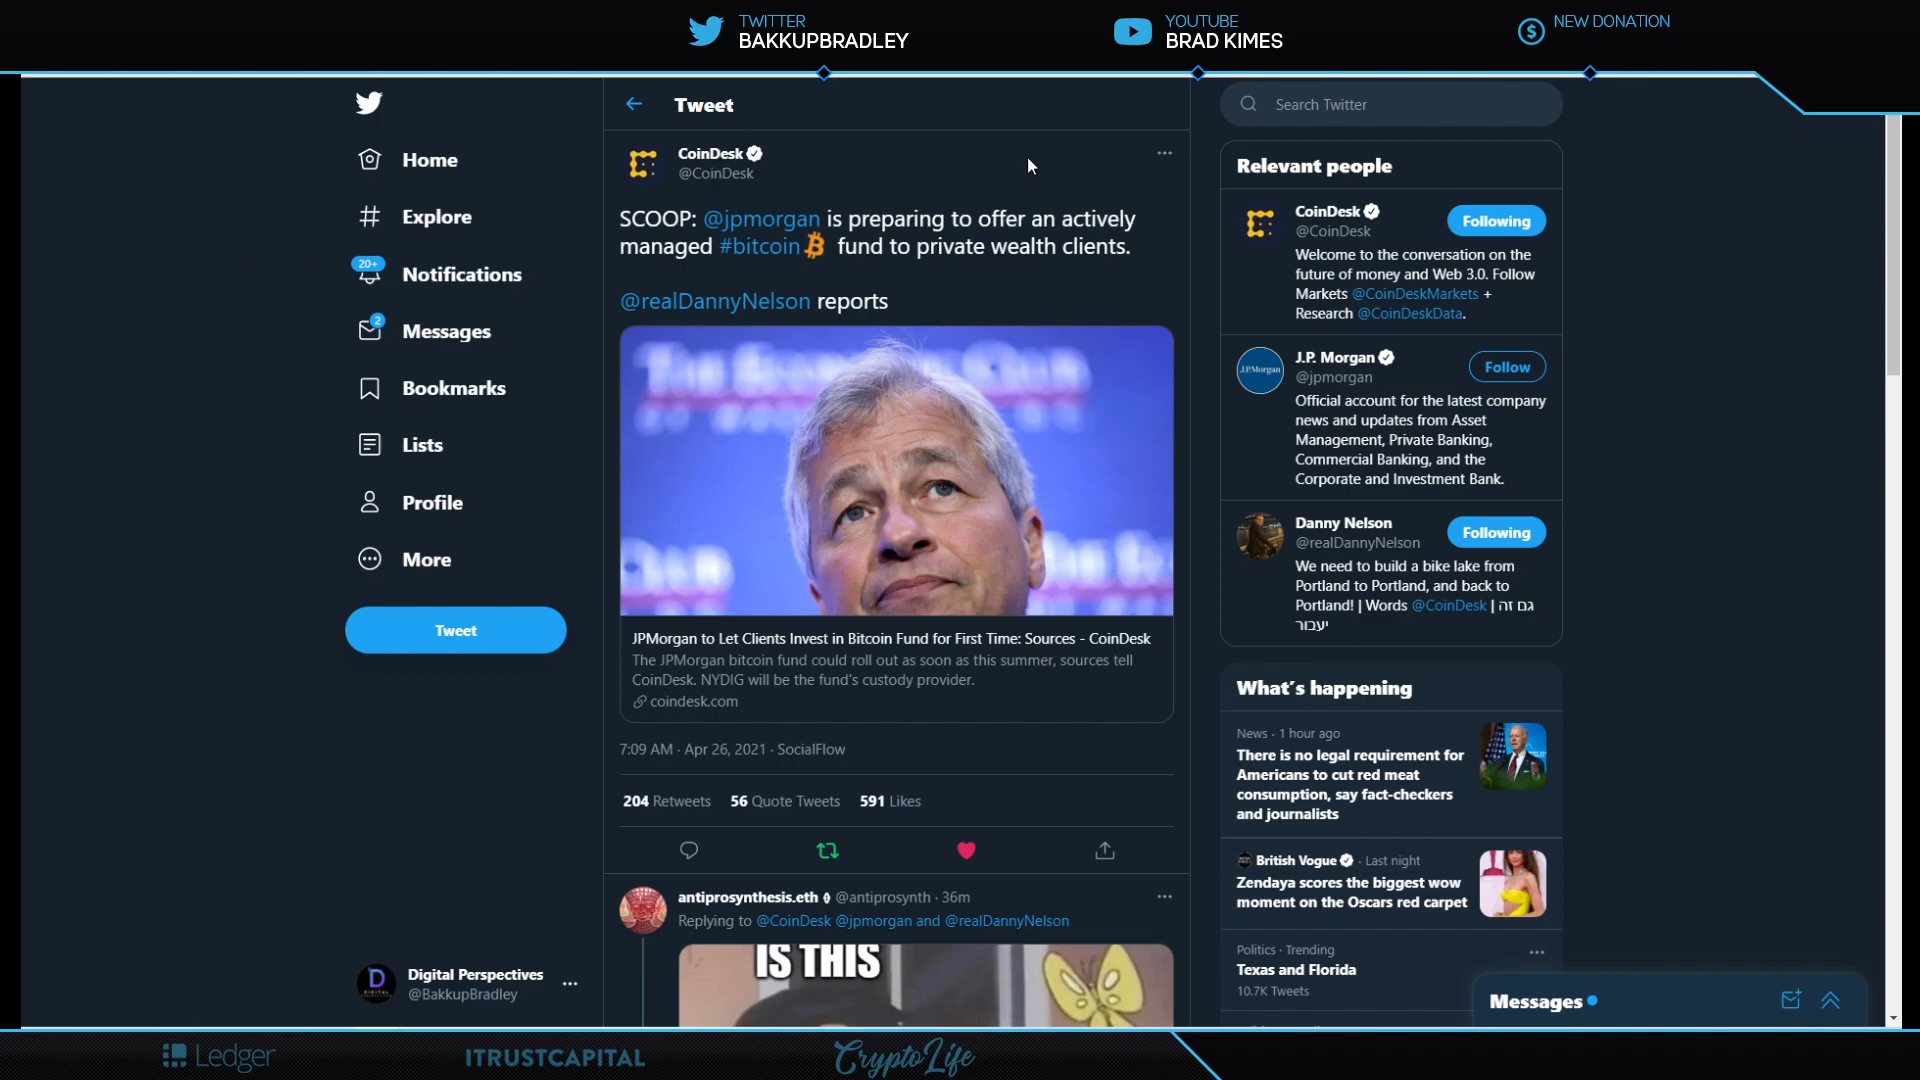 TWITTER
BAKKUPBRADLEY
YOUTUBE
BRAD KIMES
NEW DONATION
Home
Explore
20+
Notifications
2
Messages
Bookmarks
Lists
Profile
More
Tweet
Digital Perspectives
@BakkupBradley
Tweet
CoinDesk
@CoinDesk
SCOOP: @jpmorgan is preparing to offer an actively
managed #bitcoin fund to private wealth clients.
@realDannyNelson reports
JPMorgan to Let Clients Invest in Bitcoin Fund for First Time: Sources - CoinDesk
The JPMorgan bitcoin fund could roll out as soon as this summer, sources tell
CoinDesk. NYDIG will be the fund's custody provider.
coindesk.com
7:09 AM · Apr 26, 2021 · SocialFlow
204 Retweets 56 Quote Tweets 591 Likes
antiprosynthesis.eth @antiprosynth · 36m
Replying to @CoinDesk @jpmorgan and @realDannyNelson
IS THIS
Search Twitter
Relevant people
CoinDesk
@CoinDesk
Following
Welcome to the conversation on the
future of money and Web 3.0. Follow
Markets @CoinDeskMarkets +
Research @CoinDeskData.
J.P.Morgan
J.P. Morgan
@jpmorgan
Follow
Official account for the latest company
news and updates from Asset
Management, Private Banking,
Commercial Banking, and the
Corporate and Investment Bank.
Danny Nelson
@realDannyNelson
Following
We need to build a bike lake from
Portland to Portland, and back to
Portland! | Words @CoinDesk | גם זה
יעבור
What's happening
News · 1 hour ago
There is no legal requirement for
Americans to cut red meat
consumption, say fact-checkers
and journalists
British Vogue · Last night
Zendaya scores the biggest wow
moment on the Oscars red carpet
Politics · Trending
Texas and Florida
10.7K Tweets
Messages
Ledger
ITRUSTCAPITAL
CryptoLife